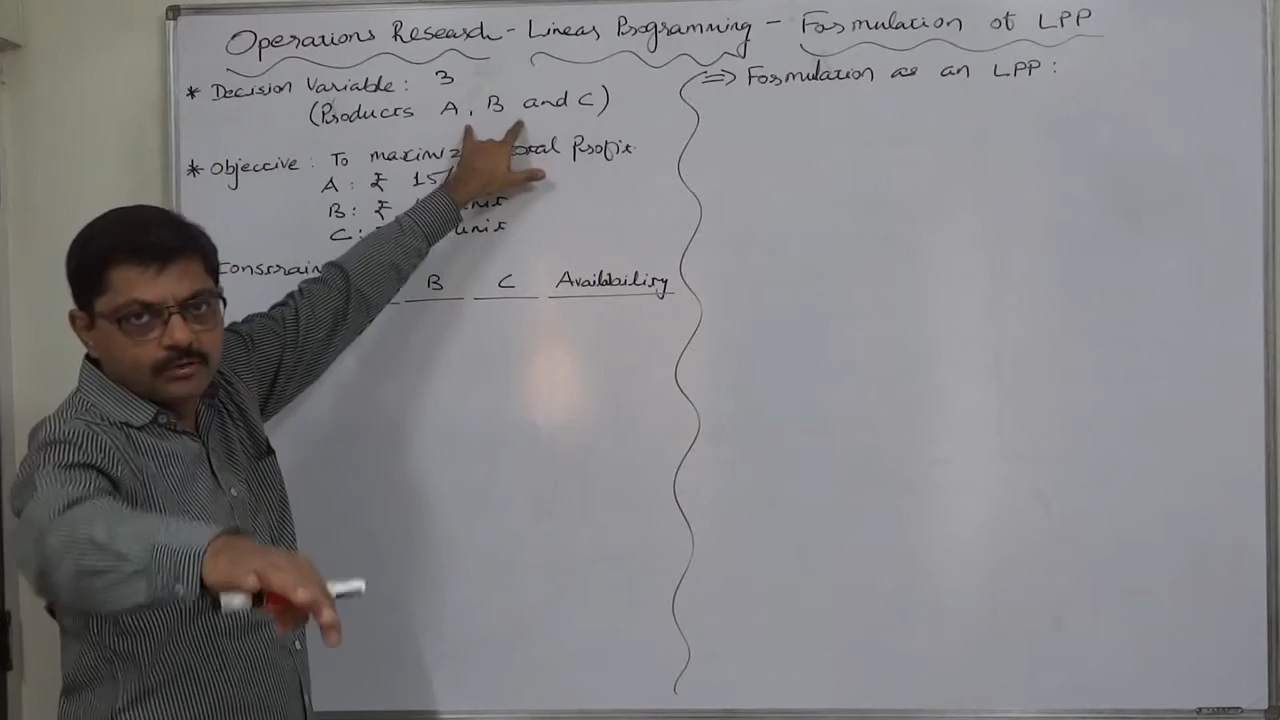 Operations Research - Linear Programming - Formulation of LPP
* Decision Variable : 3
(Products A, B and C)
* Objective : To Total Profit.
A : ₹ 15/
B : ₹ unit
C : unit
B C Availability
=> Formulation as an LPP :